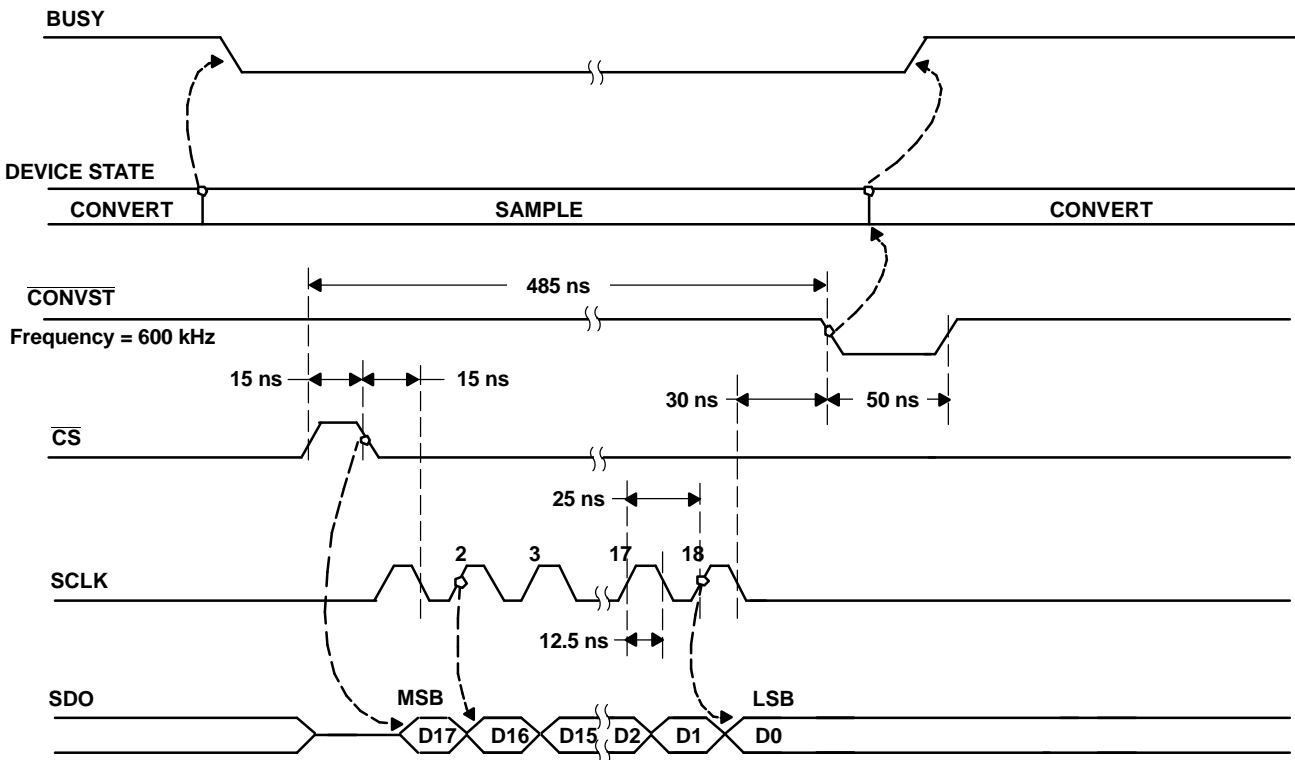 BUSY
DEVICE STATE
CONVERT SAMPLE CONVERT
485 ns
CONVST
Frequency = 600 kHz
15 ns 15 ns
30 ns 50 ns
CS
25 ns
2 3 17 18
SCLK
12.5 ns
SDO MSB LSB
D17 D16 D15 D2 D1 D0